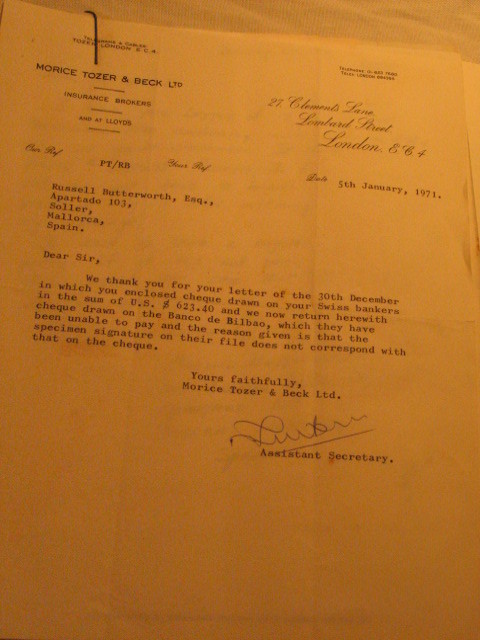 Telegrams & Cables
Tozer London E.C.4.
MORICE TOZER & BECK LTD
INSURANCE BROKERS
AND AT LLOYDS
27, Clements Lane,
Lombard Street
London, E.C.4
Our Ref
PT/RB
Your Ref
Date
5th January, 1971.
Russell Butterworth, Esq.,
Apartade 103,
Soller,
Mallorca,
Spain.
Dear Sir,
We thank you for your letter of the 30th December
in which you enclosed cheque drawn on your Swiss bankers
in the sum of U.S. $ 623.40 and we now return herewith
cheque drawn on the Banco de Bilbao, which they have
been unable to pay and the reason given is that the
specimen signature on their file does not correspond with
that on the cheque.
Yours faithfully,
Morice Tozer & Beck Ltd.
Assistant Secretary.